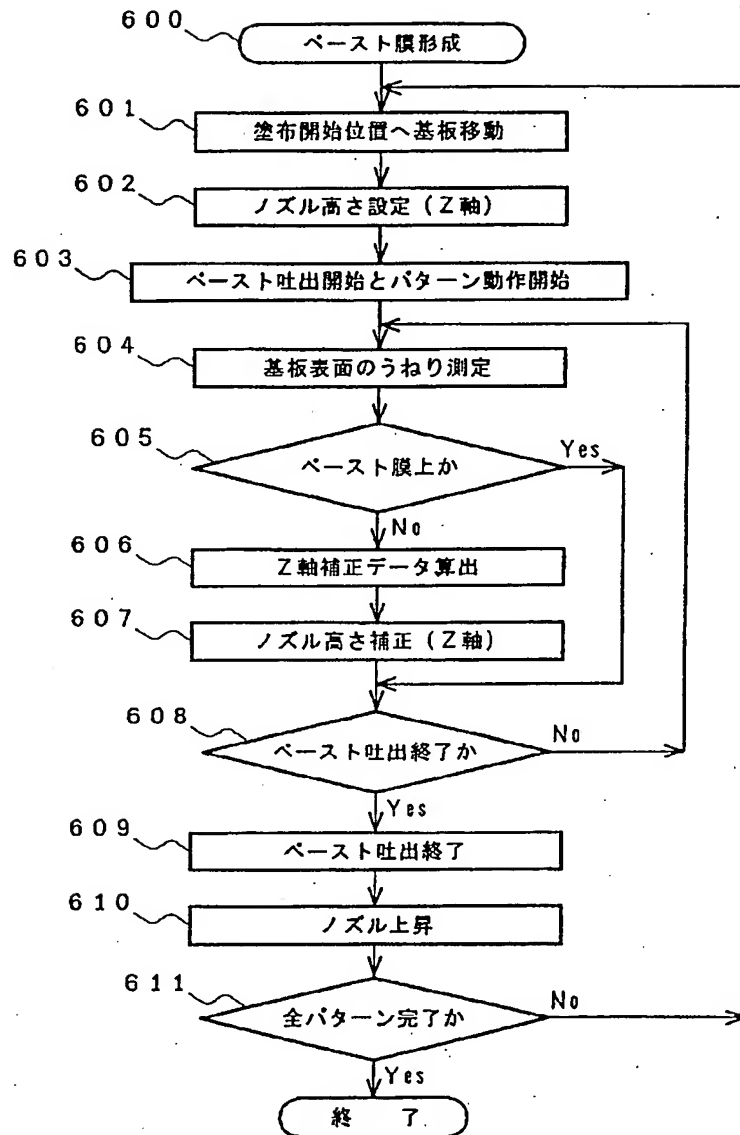 ６００
ペースト膜形成
６０１
塗布開始位置へ基板移動
６０２
ノズル高さ設定（Ｚ軸）
６０３
ペースト吐出開始とパターン動作開始
６０４
基板表面のうねり測定
６０５
ペースト膜上か
Yes
No
６０６
Ｚ軸補正データ算出
６０７
ノズル高さ補正（Ｚ軸）
６０８
ペースト吐出終了か
No
Yes
６０９
ペースト吐出終了
６１０
ノズル上昇
６１１
全パターン完了か
No
Yes
終　了